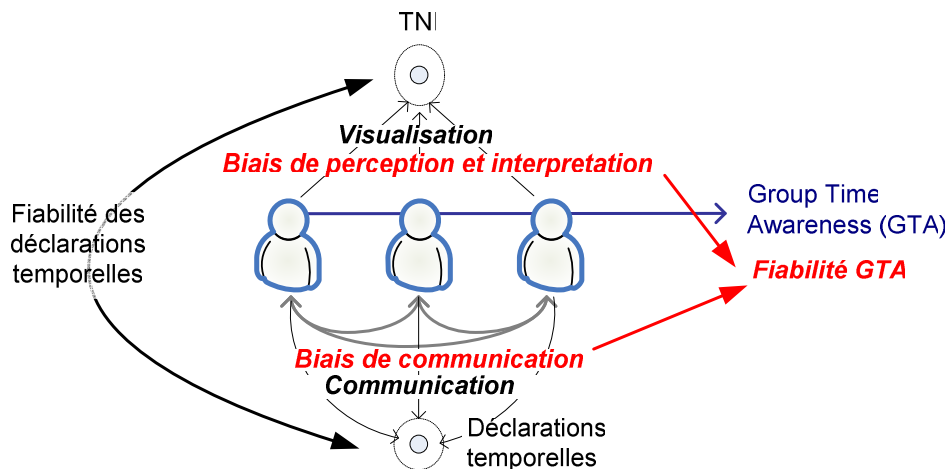 TNI
Visualisation
Biais de perception et interpretation
Fiabilité des
déclarations
temporelles
Group Time
Awareness (GTA)
Fiabilité GTA
Biais de communication
Communication
Déclarations
temporelles